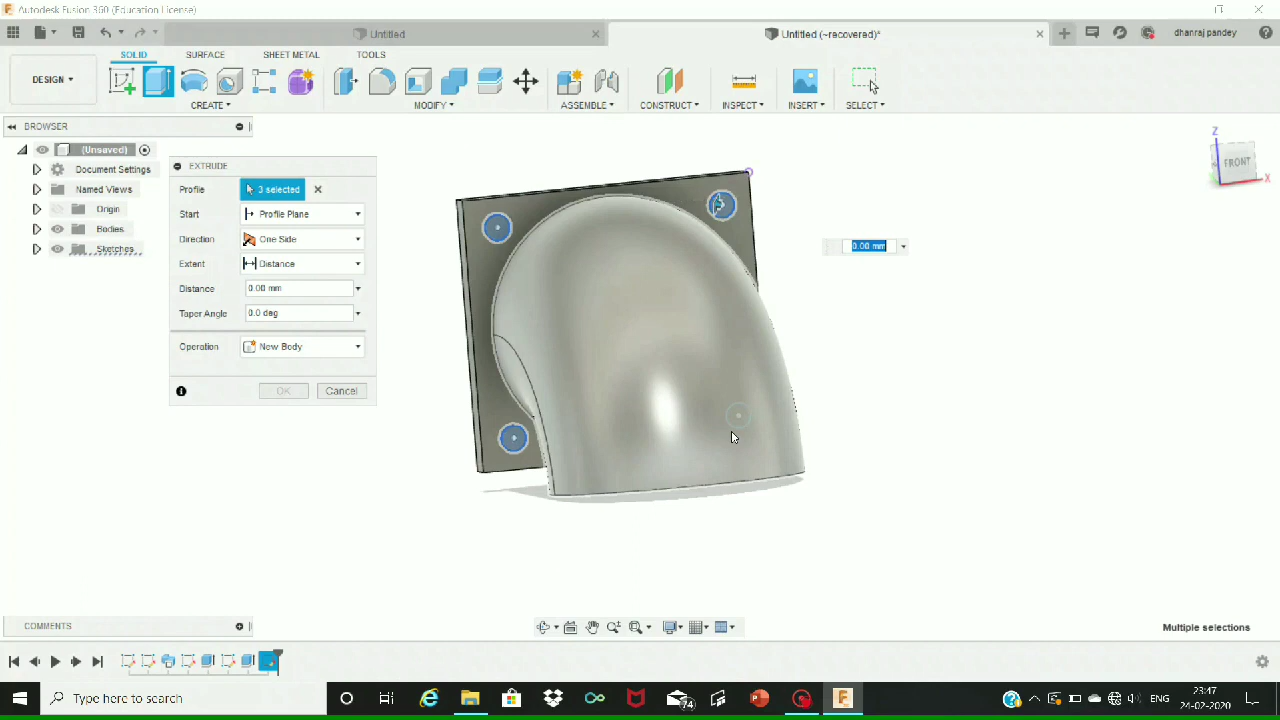 Autodesk Fusion 360 (Education License)
Untitled
Untitled (~recovered)*
dhanraj pandey
DESIGN
SOLID
SURFACE
SHEET METAL
TOOLS
CREATE
MODIFY
ASSEMBLE
CONSTRUCT
INSPECT
INSERT
SELECT
BROWSER
(Unsaved)
Document Settings
Named Views
Origin
Bodies
Sketches
EXTRUDE
Profile 3 selected
Start Profile Plane
Direction One Side
Extent Distance
Distance 0.00 mm
Taper Angle 0.0 deg
Operation New Body
OK Cancel
0.00 mm
Z
FRONT
X
COMMENTS
Multiple selections
Type here to search
74
ENG
23:47
24-02-2020